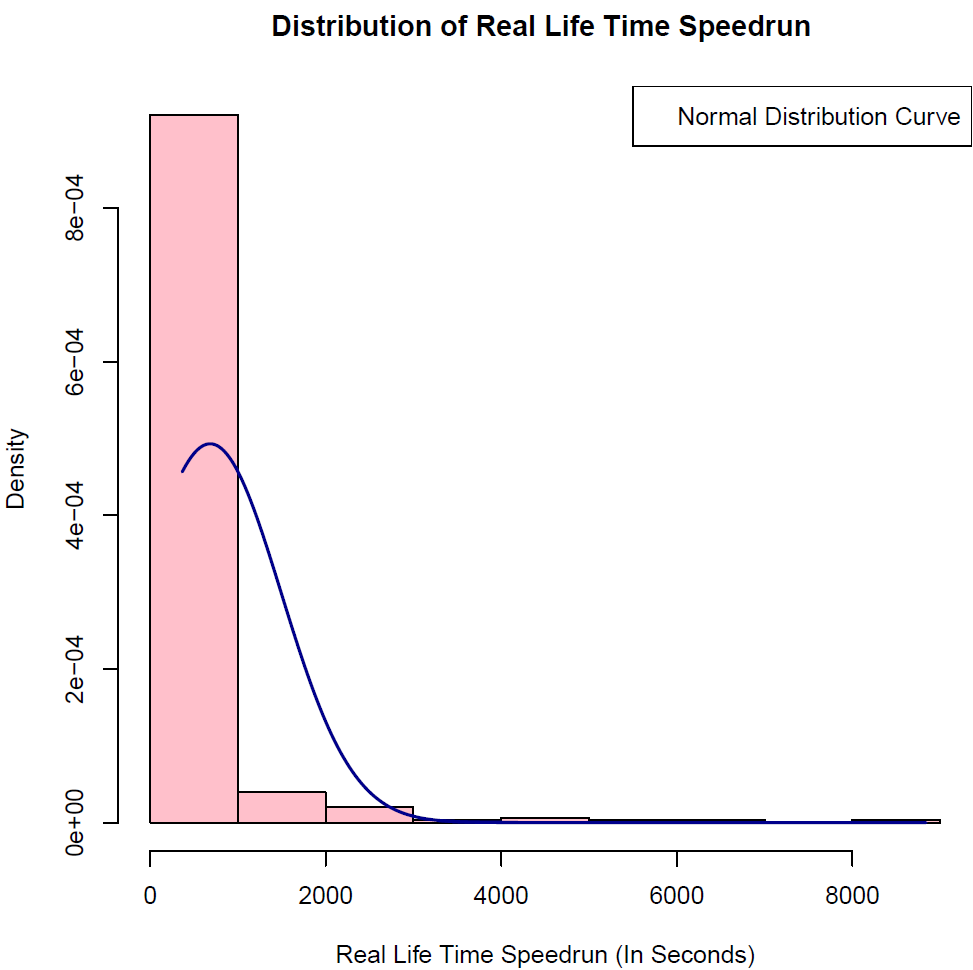 Distribution of Real Life Time Speedrun
Normal Distribution Curve
Density
8e−04
6e−04
4e−04
2e−04
0e+00
0
2000
4000
6000
8000
Real Life Time Speedrun (In Seconds)